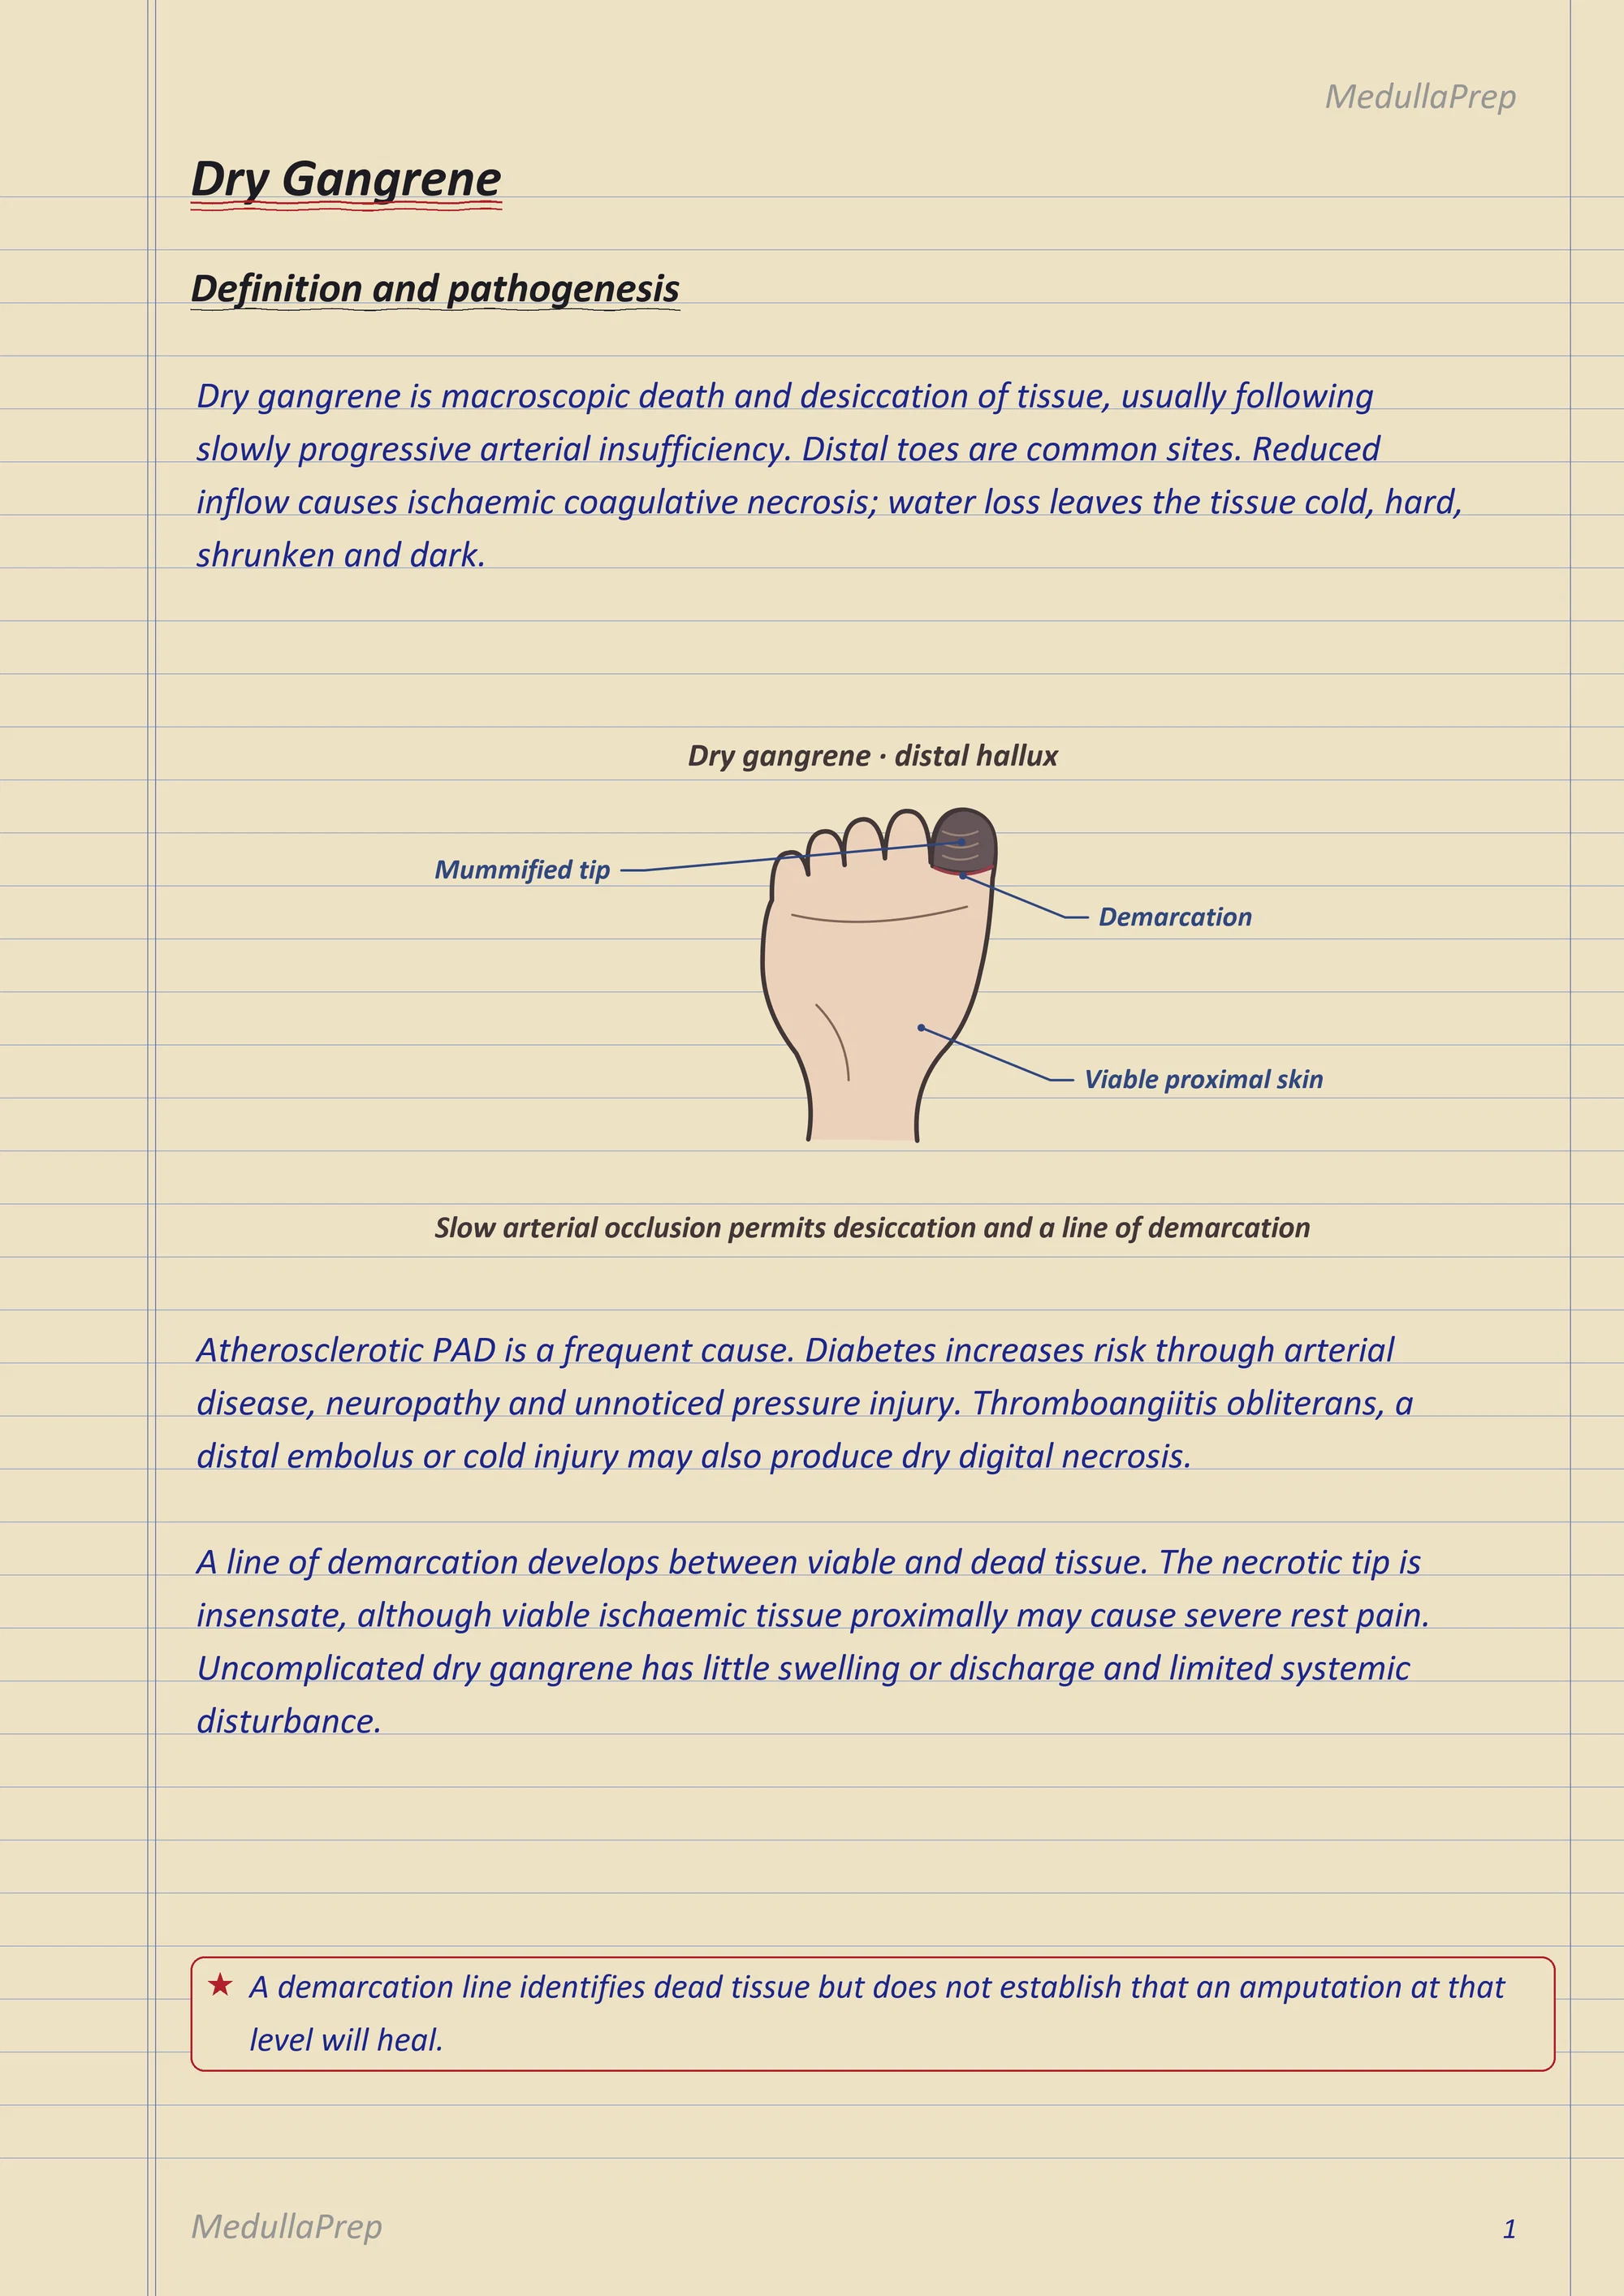 MedullaPrep
Dry Gangrene
Definition and pathogenesis
Dry gangrene is macroscopic death and desiccation of tissue, usually following
slowly progressive arterial insufficiency. Distal toes are common sites. Reduced
inflow causes ischaemic coagulative necrosis; water loss leaves the tissue cold, hard,
shrunken and dark.
Dry gangrene · distal hallux
Mummified tip
Demarcation
Viable proximal skin
Slow arterial occlusion permits desiccation and a line of demarcation
Atherosclerotic PAD is a frequent cause. Diabetes increases risk through arterial
disease, neuropathy and unnoticed pressure injury. Thromboangiitis obliterans, a
distal embolus or cold injury may also produce dry digital necrosis.
A line of demarcation develops between viable and dead tissue. The necrotic tip is
insensate, although viable ischaemic tissue proximally may cause severe rest pain.
Uncomplicated dry gangrene has little swelling or discharge and limited systemic
disturbance.
★ A demarcation line identifies dead tissue but does not establish that an amputation at that
level will heal.
MedullaPrep
1